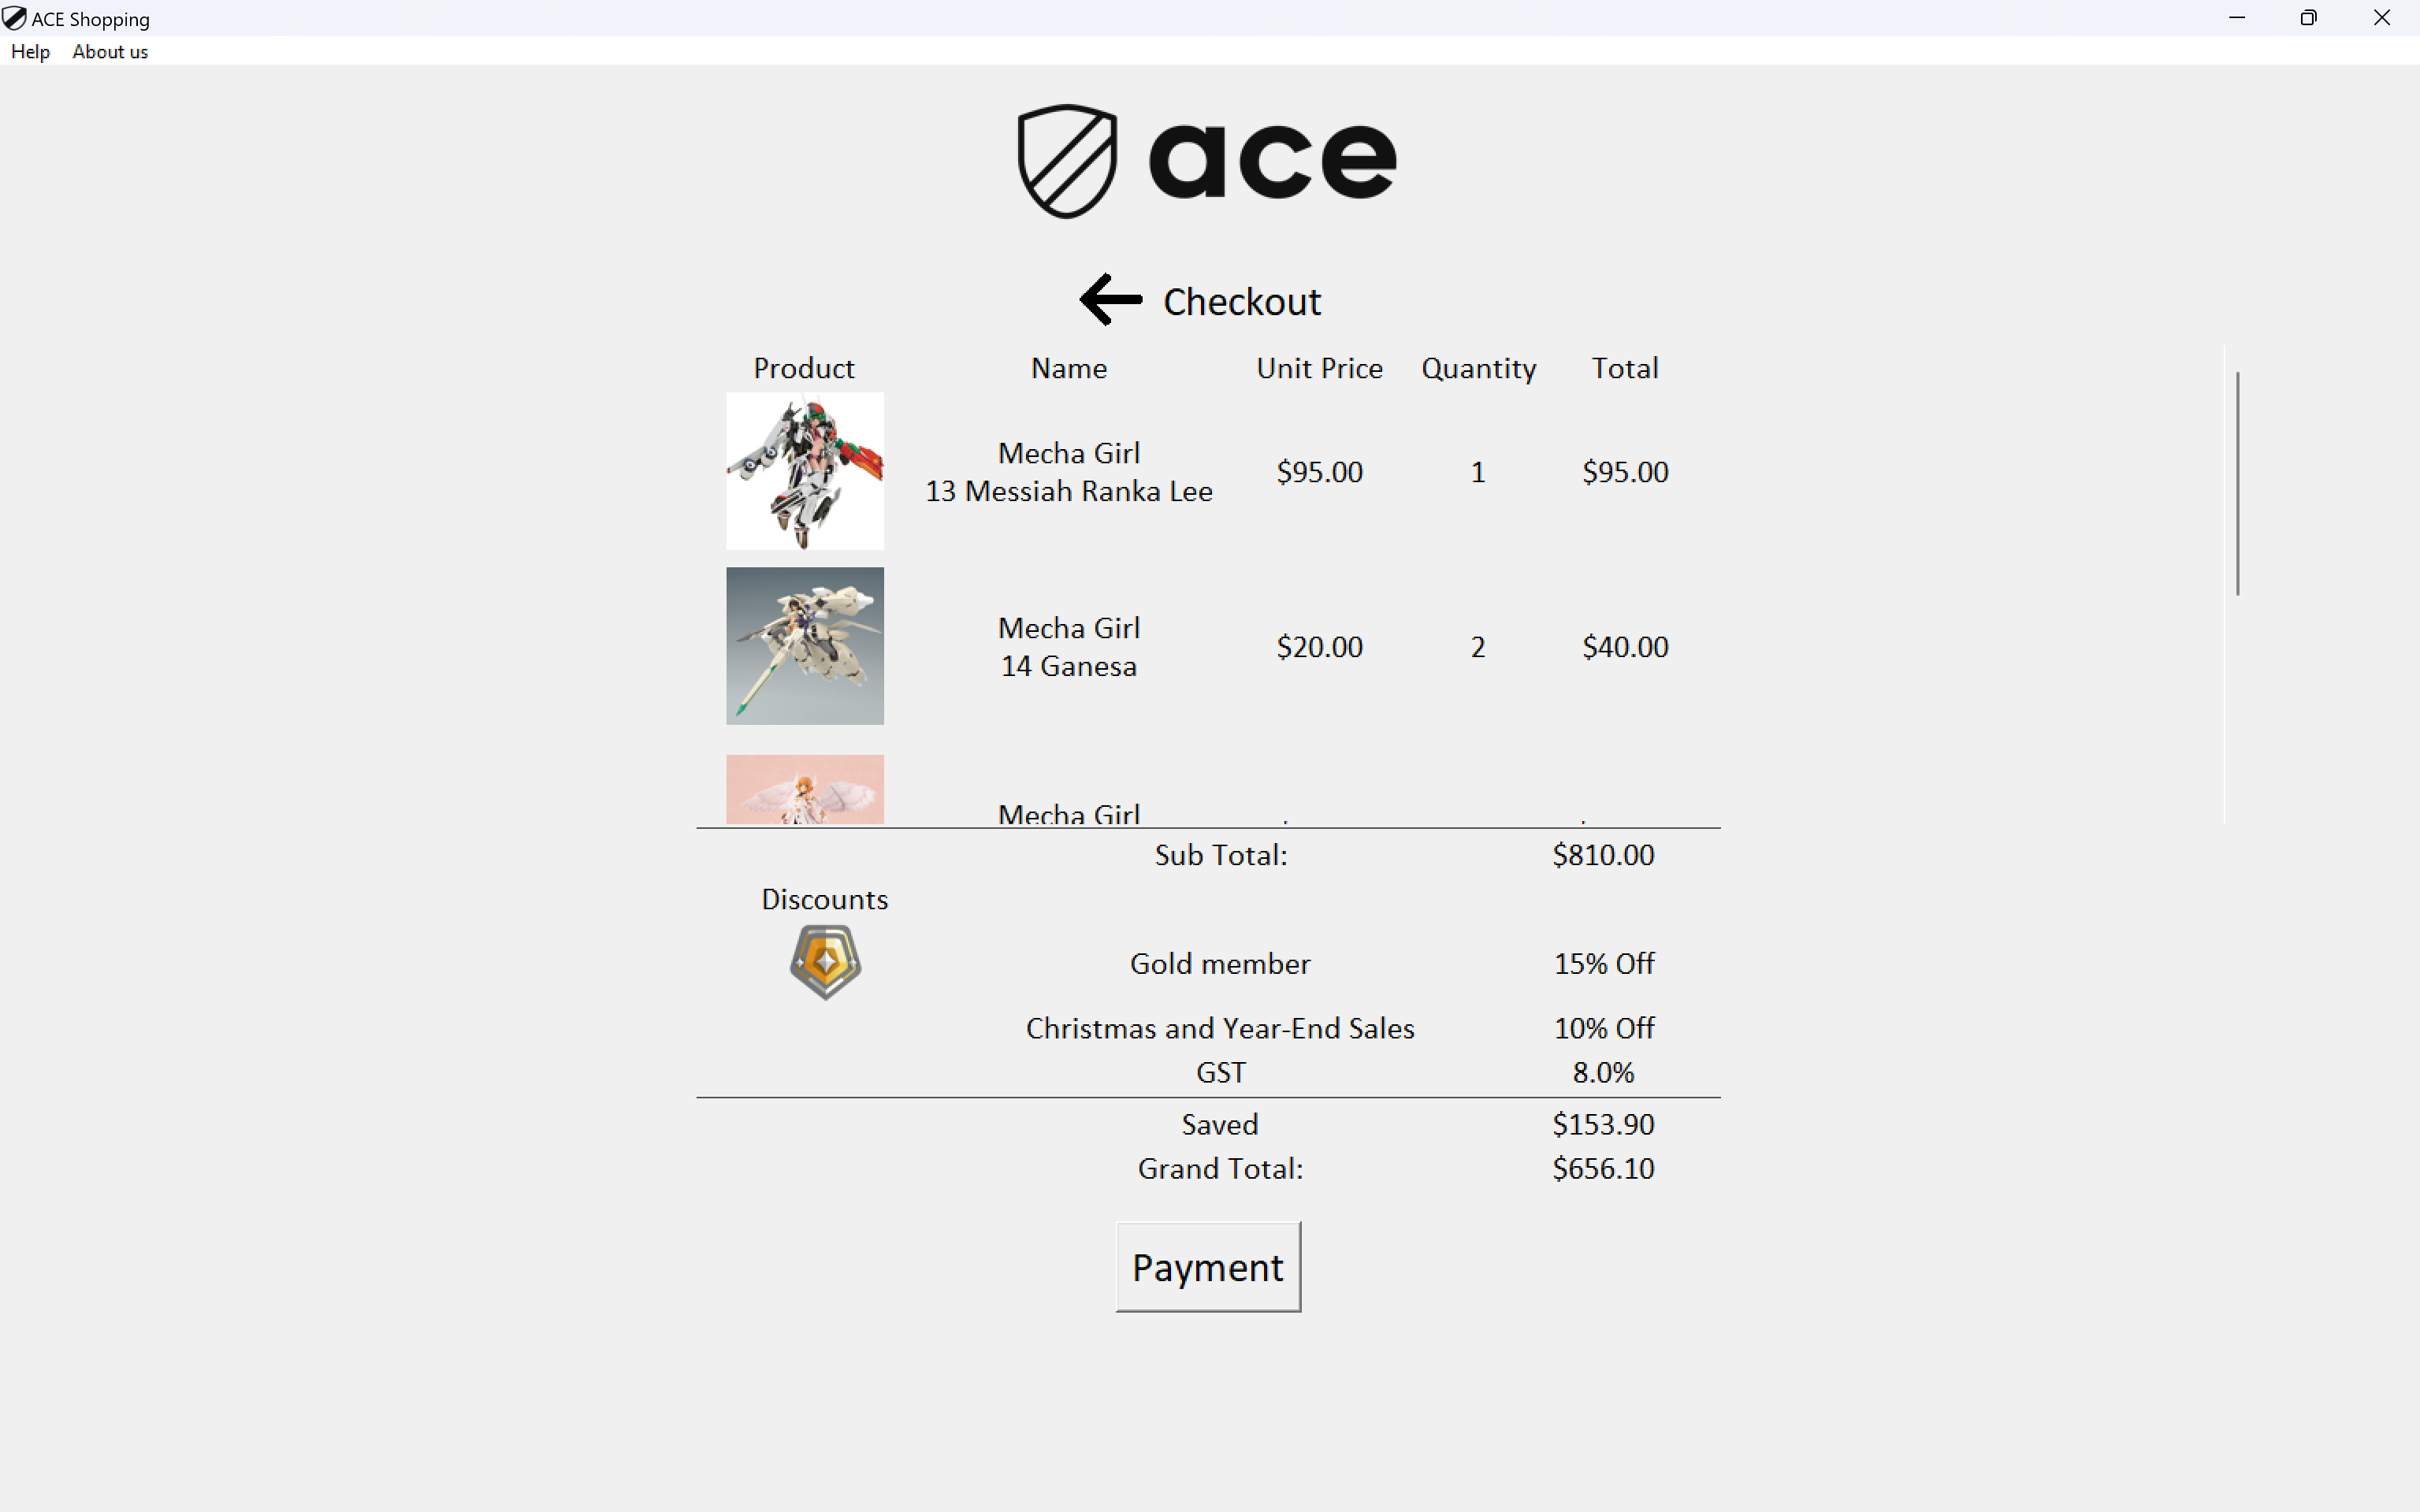 ACE Shopping
Help About us
ace
Checkout
Product Name Unit Price Quantity Total
Mecha Girl
13 Messiah Ranka Lee
$95.00 1 $95.00
Mecha Girl
14 Ganesa
$20.00 2 $40.00
Mecha Girl
Sub Total: $810.00
Discounts
Gold member 15% Off
Christmas and Year-End Sales 10% Off
GST 8.0%
Saved $153.90
Grand Total: $656.10
Payment